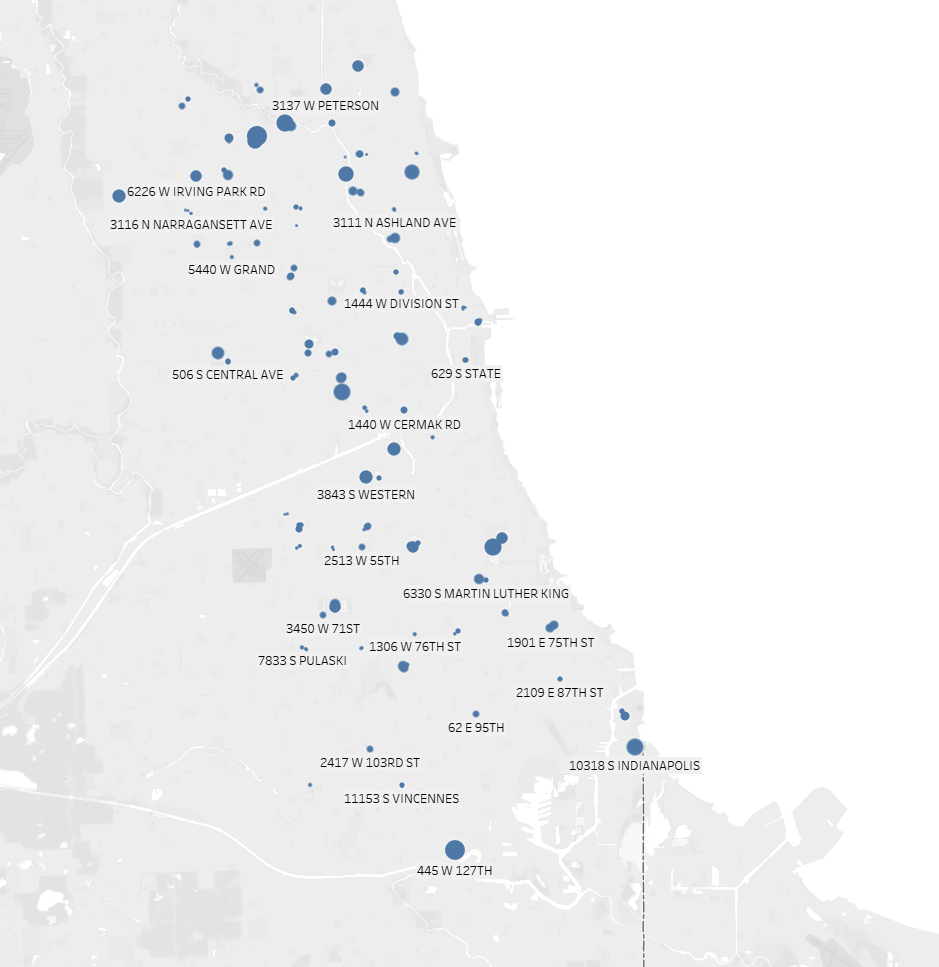 3137 W PETERSON
6226 W IRVING PARK RD
3116 N NARRAGANSETT AVE
3111 N ASHLAND AVE
5440 W GRAND
1444 W DIVISION ST
506 S CENTRAL AVE
629 S STATE
1440 W CERMAK RD
3843 S WESTERN
2513 W 55TH
6330 S MARTIN LUTHER KING
3450 W 71ST
1306 W 76TH ST
1901 E 75TH ST
7833 S PULASKI
2109 E 87TH ST
62 E 95TH
2417 W 103RD ST
10318 S INDIANAPOLIS
11153 S VINCENNES
445 W 127TH